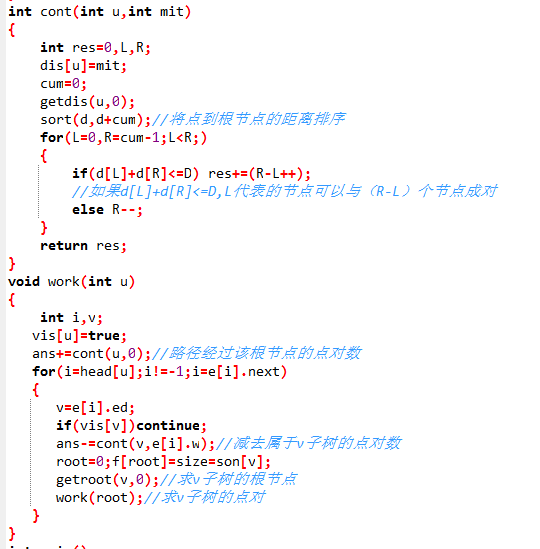 int cont(int u,int mit)
{
int res=0,L,R;
dis[u]=mit;
cum=0;
getdis(u,0);
sort(d,d+cum);//将点到根节点的距离排序
for(L=0,R=cum-1;L<R;)
{
if(d[L]+d[R]<=D) res+=(R-L++);
//如果d[L]+d[R]<=D,L代表的节点可以与（R-L）个节点成对
else R--;
}
return res;
}
void work(int u)
{
int i,v;
vis[u]=true;
ans+=cont(u,0);//路径经过该根节点的点对数
for(i=head[u];i!=-1;i=e[i].next)
{
v=e[i].ed;
if(vis[v])continue;
ans-=cont(v,e[i].w);//减去属于v子树的点对数
root=0;f[root]=size=son[v];
getroot(v,0);//求v子树的根节点
work(root);//求v子树的点对
}
}